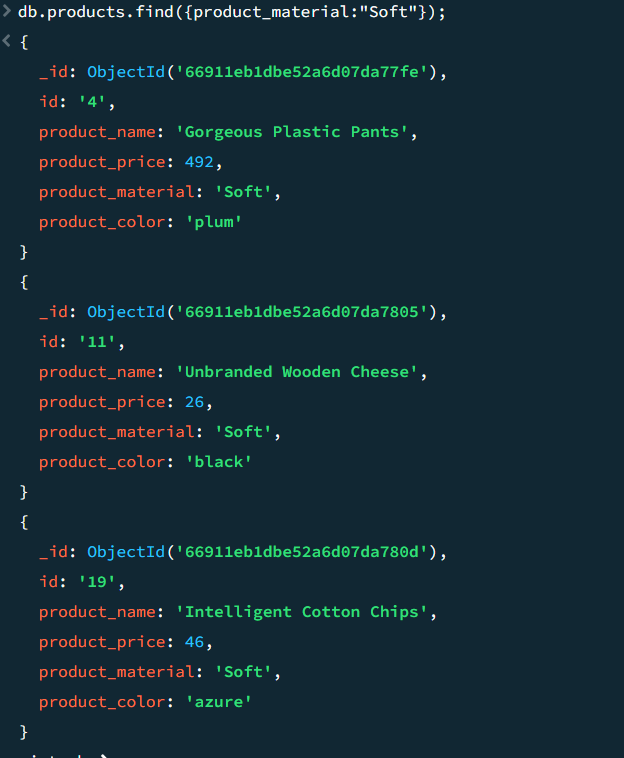 db.products.find({product_material:"Soft"});
{
_id: ObjectId('66911eb1dbe52a6d07da77fe'),
id: '4',
product_name: 'Gorgeous Plastic Pants',
product_price: 492,
product_material: 'Soft',
product_color: 'plum'
}
{
_id: ObjectId('66911eb1dbe52a6d07da7805'),
id: '11',
product_name: 'Unbranded Wooden Cheese',
product_price: 26,
product_material: 'Soft',
product_color: 'black'
}
{
_id: ObjectId('66911eb1dbe52a6d07da780d'),
id: '19',
product_name: 'Intelligent Cotton Chips',
product_price: 46,
product_material: 'Soft',
product_color: 'azure'
}